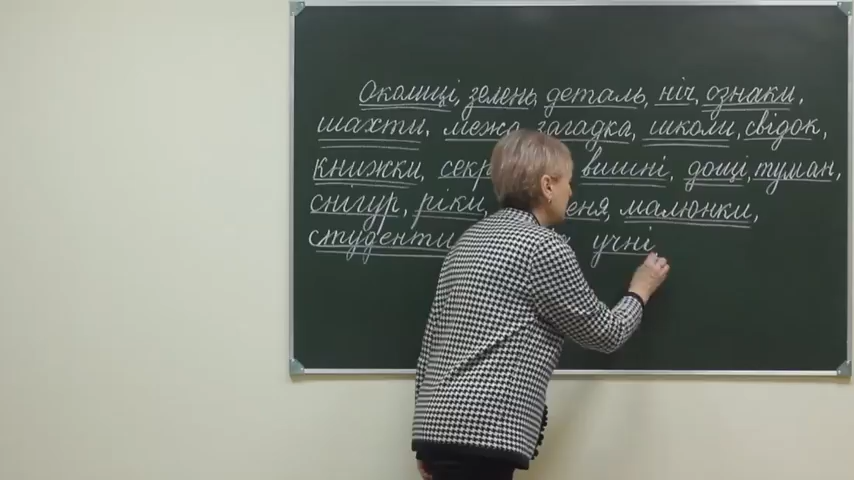 Околиці, зелень, деталь, ніч, ознаки,
шахти, межа, загадка, школи, свідок,
книжки, вишні, дощі, туман,
снігур, ріки, малюнки,
студенти учні